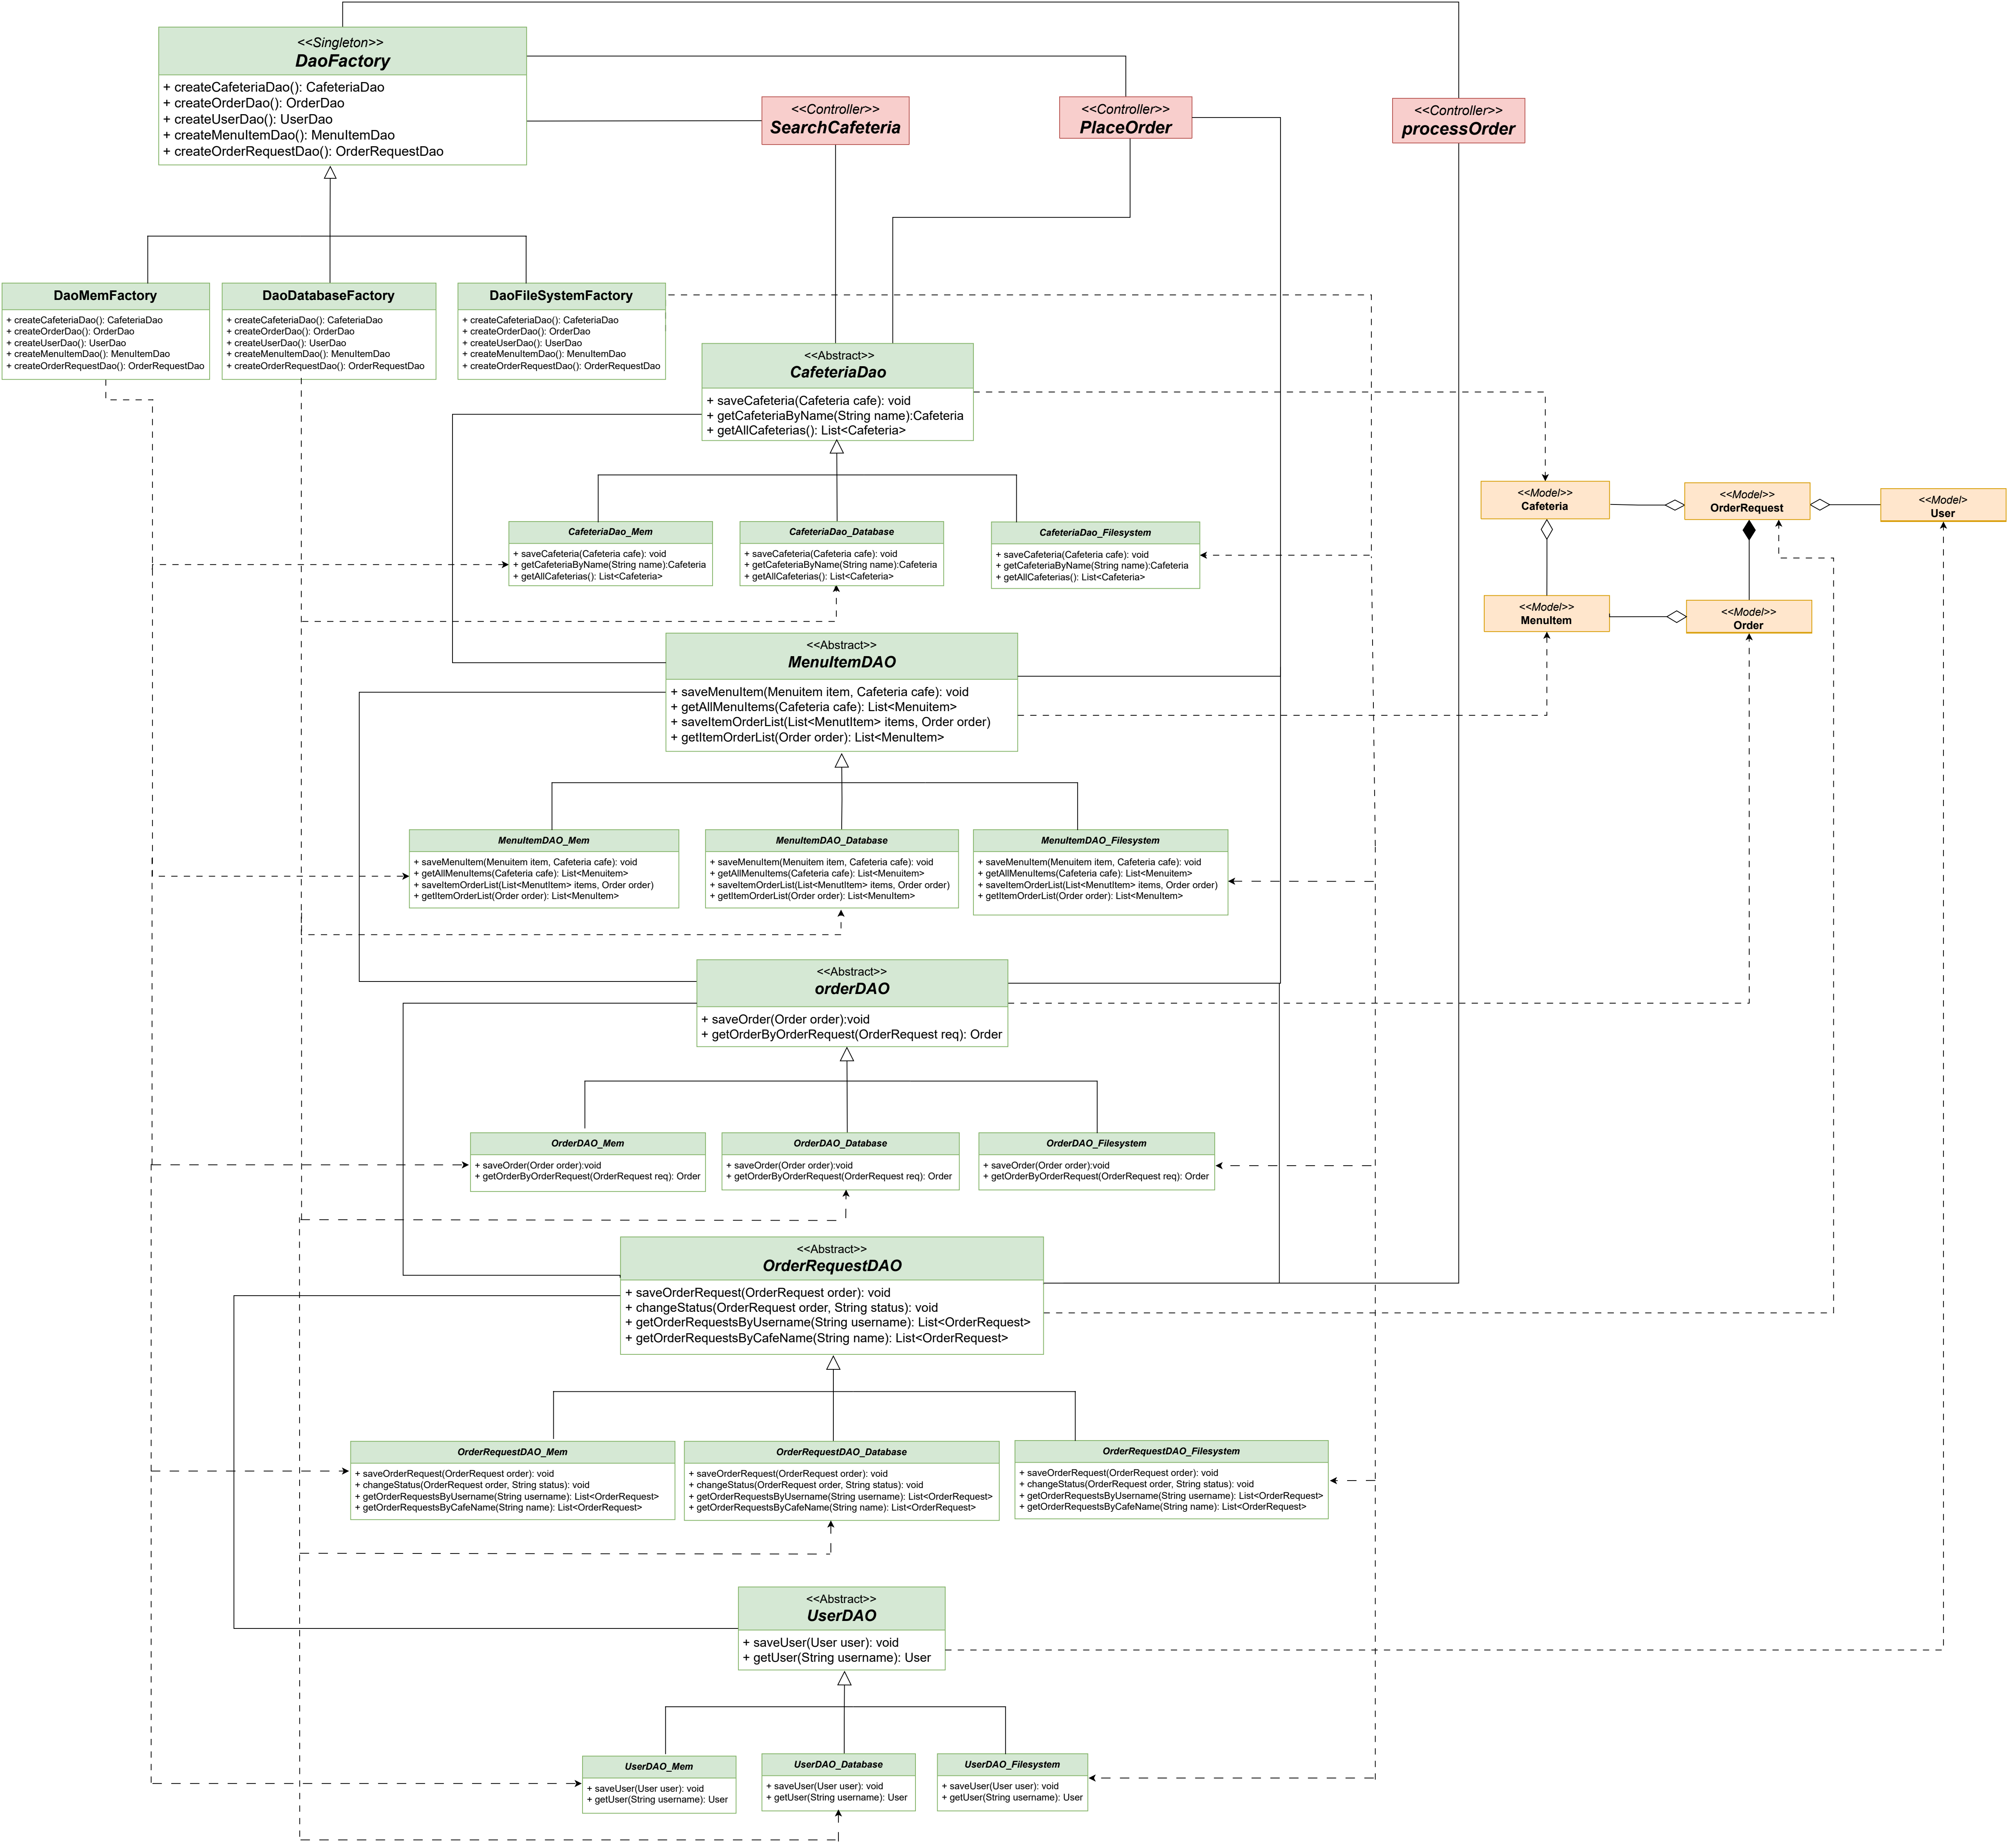 <<Singleton>>
DaoFactory
+ createCafeteriaDao(): CafeteriaDao
+ createOrderDao(): OrderDao
+ createUserDao(): UserDao
+ createMenuItemDao(): MenuItemDao
+ createOrderRequestDao(): OrderRequestDao
<<Controller>>
SearchCafeteria
<<Controller>>
PlaceOrder
<<Controller>>
processOrder
DaoMemFactory
+ createCafeteriaDao(): CafeteriaDao
+ createOrderDao(): OrderDao
+ createUserDao(): UserDao
+ createMenuItemDao(): MenuItemDao
+ createOrderRequestDao(): OrderRequestDao
DaoDatabaseFactory
+ createCafeteriaDao(): CafeteriaDao
+ createOrderDao(): OrderDao
+ createUserDao(): UserDao
+ createMenuItemDao(): MenuItemDao
+ createOrderRequestDao(): OrderRequestDao
DaoFileSystemFactory
+ createCafeteriaDao(): CafeteriaDao
+ createOrderDao(): OrderDao
+ createUserDao(): UserDao
+ createMenuItemDao(): MenuItemDao
+ createOrderRequestDao(): OrderRequestDao
<<Abstract>>
CafeteriaDao
+ saveCafeteria(Cafeteria cafe): void
+ getCafeteriaByName(String name):Cafeteria
+ getAllCafeterias(): List<Cafeteria>
<<Model>>
Cafeteria
<<Model>>
OrderRequest
<<Model>
User
CafeteriaDao_Mem
+ saveCafeteria(Cafeteria cafe): void
+ getCafeteriaByName(String name):Cafeteria
+ getAllCafeterias(): List<Cafeteria>
CafeteriaDao_Database
+ saveCafeteria(Cafeteria cafe): void
+ getCafeteriaByName(String name):Cafeteria
+ getAllCafeterias(): List<Cafeteria>
CafeteriaDao_Filesystem
+ saveCafeteria(Cafeteria cafe): void
+ getCafeteriaByName(String name):Cafeteria
+ getAllCafeterias(): List<Cafeteria>
<<Model>>
MenuItem
<<Model>>
Order
<<Abstract>>
MenuItemDAO
+ saveMenuItem(Menuitem item, Cafeteria cafe): void
+ getAllMenuItems(Cafeteria cafe): List<Menuitem>
+ saveItemOrderList(List<MenutItem> items, Order order)
+ getItemOrderList(Order order): List<MenuItem>
MenuItemDAO_Mem
+ saveMenuItem(Menuitem item, Cafeteria cafe): void
+ getAllMenuItems(Cafeteria cafe): List<Menuitem>
+ saveItemOrderList(List<MenutItem> items, Order order)
+ getItemOrderList(Order order): List<MenuItem>
MenuItemDAO_Database
+ saveMenuItem(Menuitem item, Cafeteria cafe): void
+ getAllMenuItems(Cafeteria cafe): List<Menuitem>
+ saveItemOrderList(List<MenutItem> items, Order order)
+ getItemOrderList(Order order): List<MenuItem>
MenuItemDAO_Filesystem
+ saveMenuItem(Menuitem item, Cafeteria cafe): void
+ getAllMenuItems(Cafeteria cafe): List<Menuitem>
+ saveItemOrderList(List<MenutItem> items, Order order)
+ getItemOrderList(Order order): List<MenuItem>
<<Abstract>>
orderDAO
+ saveOrder(Order order):void
+ getOrderByOrderRequest(OrderRequest req): Order
OrderDAO_Mem
+ saveOrder(Order order):void
+ getOrderByOrderRequest(OrderRequest req): Order
OrderDAO_Database
+ saveOrder(Order order):void
+ getOrderByOrderRequest(OrderRequest req): Order
OrderDAO_Filesystem
+ saveOrder(Order order):void
+ getOrderByOrderRequest(OrderRequest req): Order
<<Abstract>>
OrderRequestDAO
+ saveOrderRequest(OrderRequest order): void
+ changeStatus(OrderRequest order, String status): void
+ getOrderRequestsByUsername(String username): List<OrderRequest>
+ getOrderRequestsByCafeName(String name): List<OrderRequest>
OrderRequestDAO_Mem
+ saveOrderRequest(OrderRequest order): void
+ changeStatus(OrderRequest order, String status): void
+ getOrderRequestsByUsername(String username): List<OrderRequest>
+ getOrderRequestsByCafeName(String name): List<OrderRequest>
OrderRequestDAO_Database
+ saveOrderRequest(OrderRequest order): void
+ changeStatus(OrderRequest order, String status): void
+ getOrderRequestsByUsername(String username): List<OrderRequest>
+ getOrderRequestsByCafeName(String name): List<OrderRequest>
OrderRequestDAO_Filesystem
+ saveOrderRequest(OrderRequest order): void
+ changeStatus(OrderRequest order, String status): void
+ getOrderRequestsByUsername(String username): List<OrderRequest>
+ getOrderRequestsByCafeName(String name): List<OrderRequest>
<<Abstract>>
UserDAO
+ saveUser(User user): void
+ getUser(String username): User
UserDAO_Mem
+ saveUser(User user): void
+ getUser(String username): User
UserDAO_Database
+ saveUser(User user): void
+ getUser(String username): User
UserDAO_Filesystem
+ saveUser(User user): void
+ getUser(String username): User